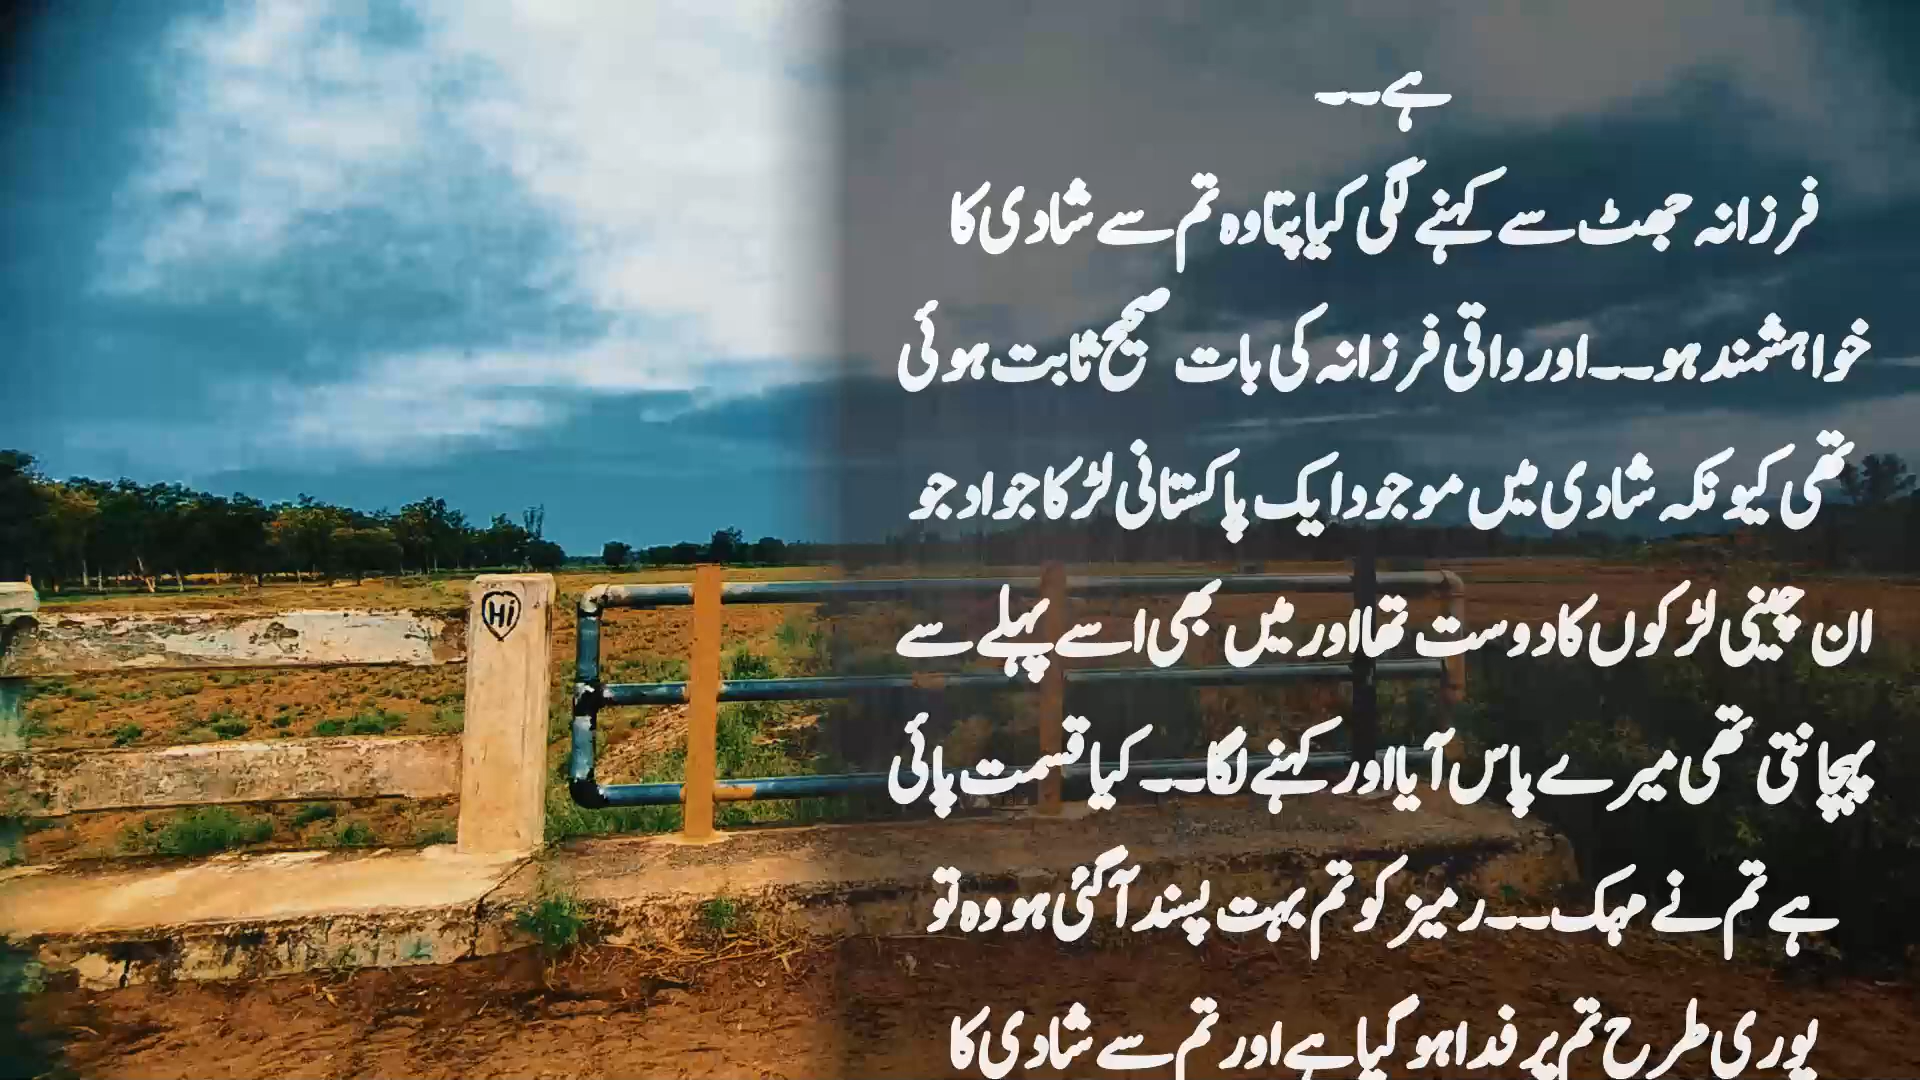 ہے۔۔
فرزانہ جھٹ سے کہنے لگی کیا پتا وہ تم سے شادی کا
خواہشمند ہو۔۔۔اور واقی فرزانہ کی بات صحیح ثابت ہوئی
تھی کیونکہ شادی میں موجود ایک پاکستانی لڑکا جواد جو
ان چینی لڑکوں کا دوست تھا اور میں بھی اسے پہلے سے
پہچانتی تھی میرے پاس آیا اور کہنے لگا۔۔۔ کیا قسمت پائی
ہے تم نے مہک۔۔۔رمیز کو تم بہت پسند آ گئی ہو وہ تو
پوری طرح تم پر فدا ہو گیا ہے اور تم سے شادی کا
Hi